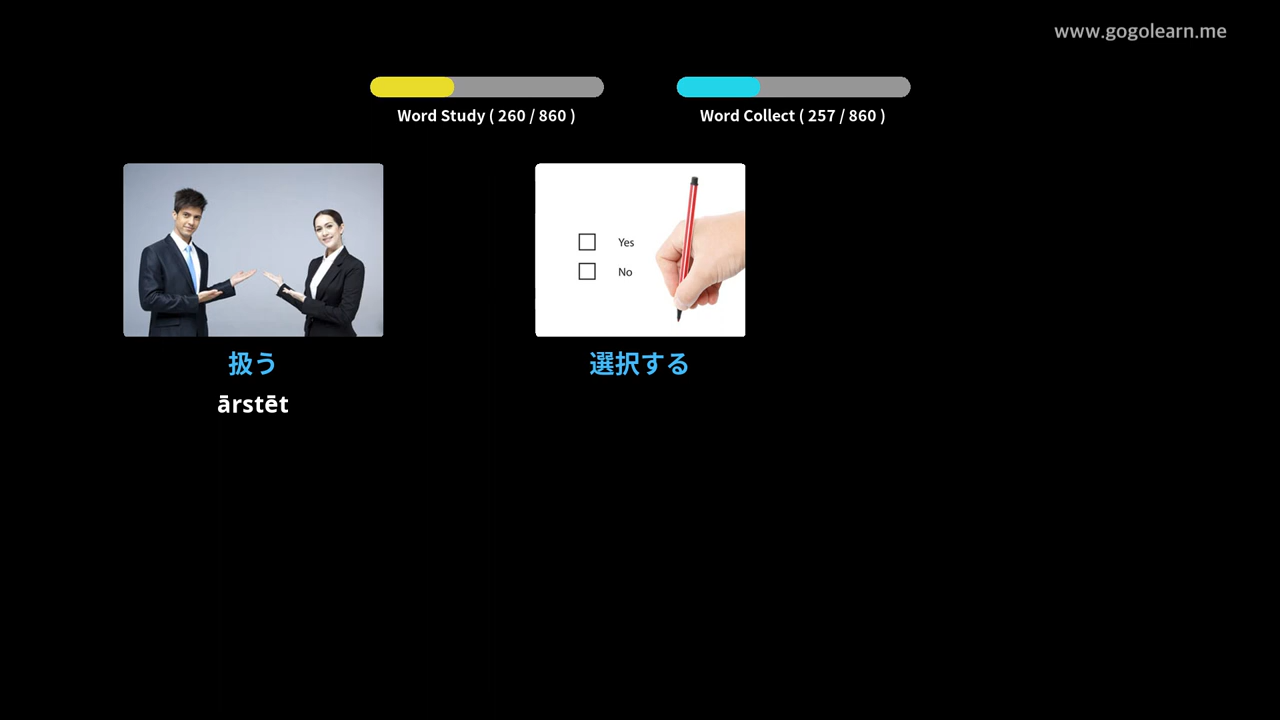 www.gogolearn.me
Word Study ( 260 / 860 )
Word Collect ( 257 / 860 )
Yes
No
扱う
選択する
ārstēt